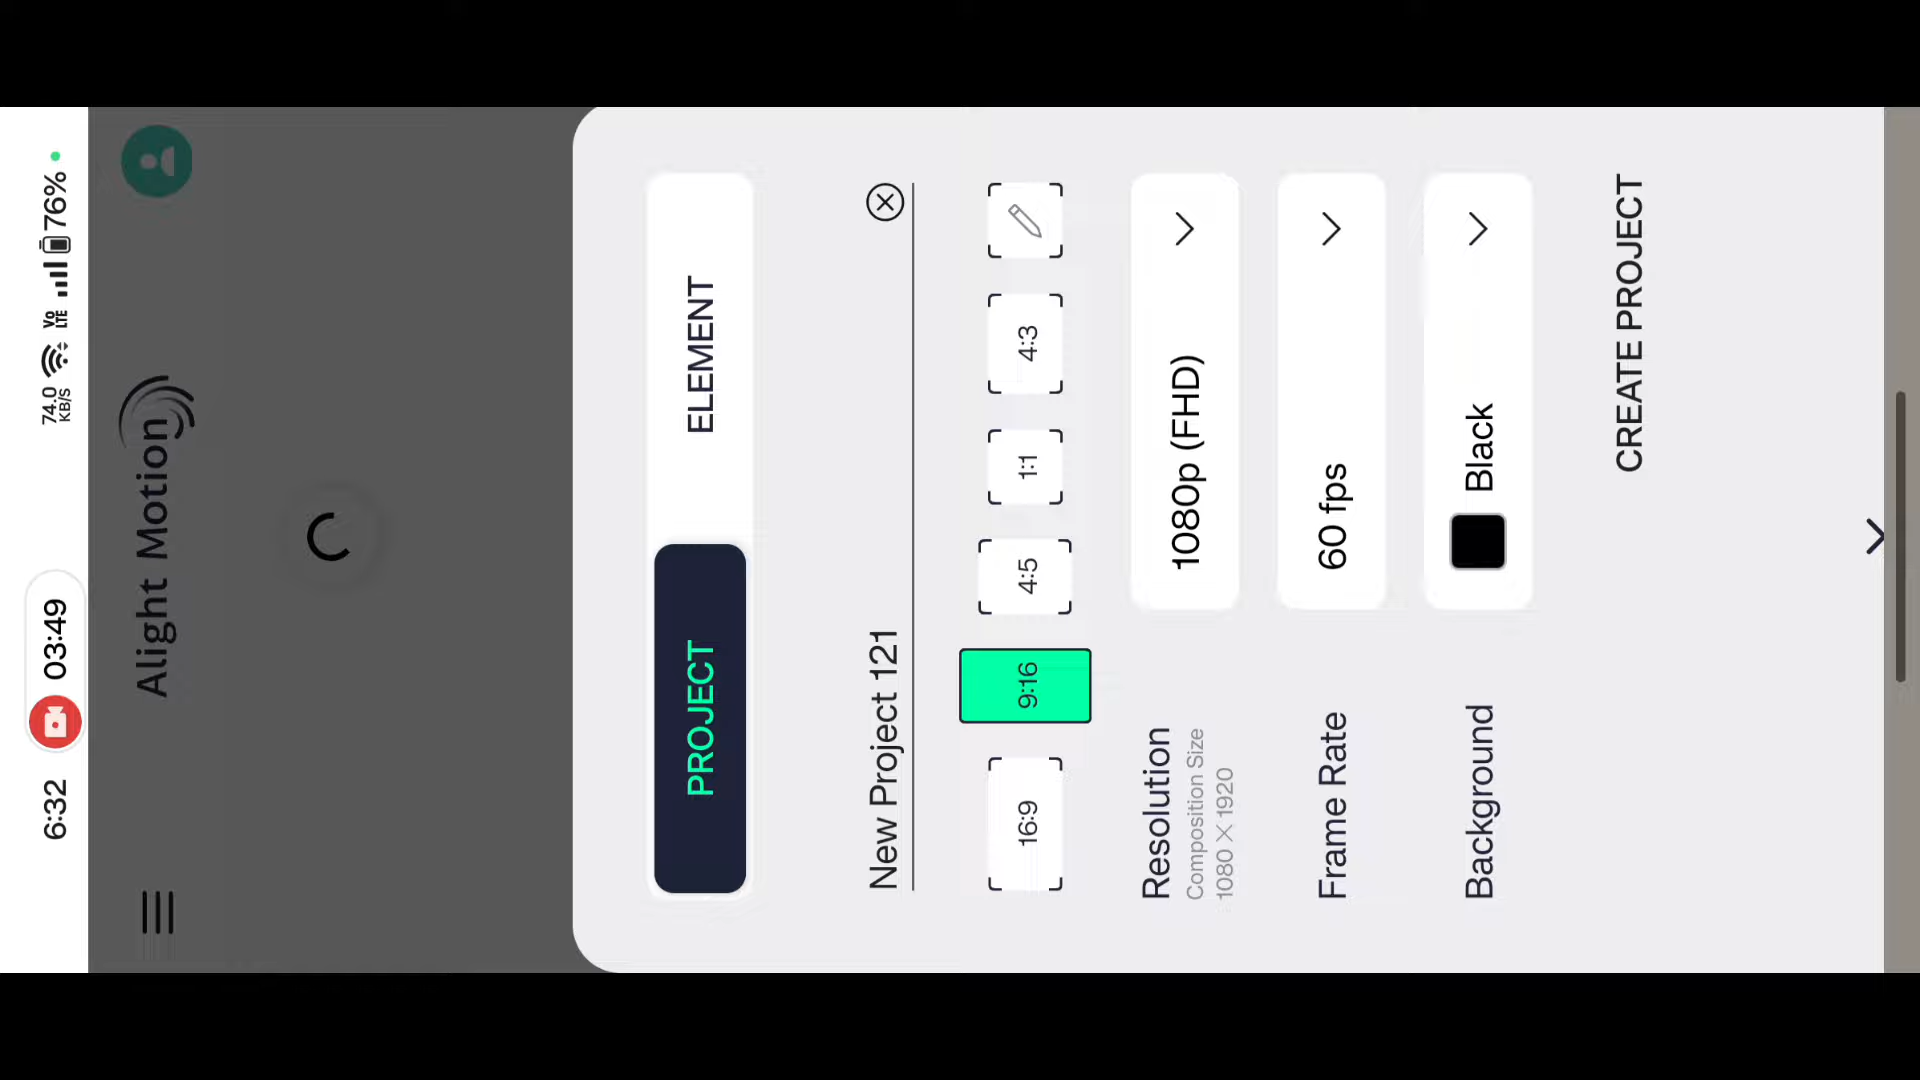 6:32 03:49 74.0 KB/S Vo LTE 76%
Alight Motion
PROJECT ELEMENT
New Project 121
16:9 9:16 4:5 1:1 4:3
Resolution 1080p (FHD)
Composition Size
1080 X 1920
Frame Rate 60 fps
Background Black
CREATE PROJECT